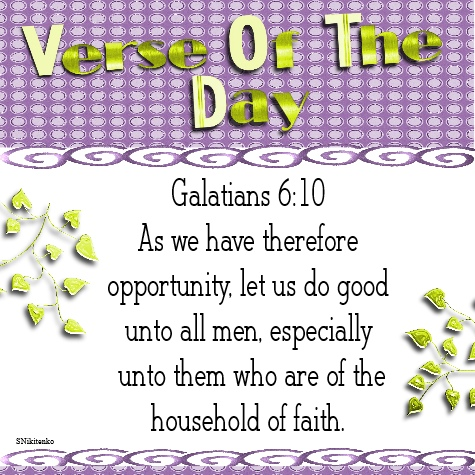 Verse Of The
Day
Galatians 6:10
As we have therefore
opportunity, let us do good
unto all men, especially
unto them who are of the
household of faith.
SNikitenko